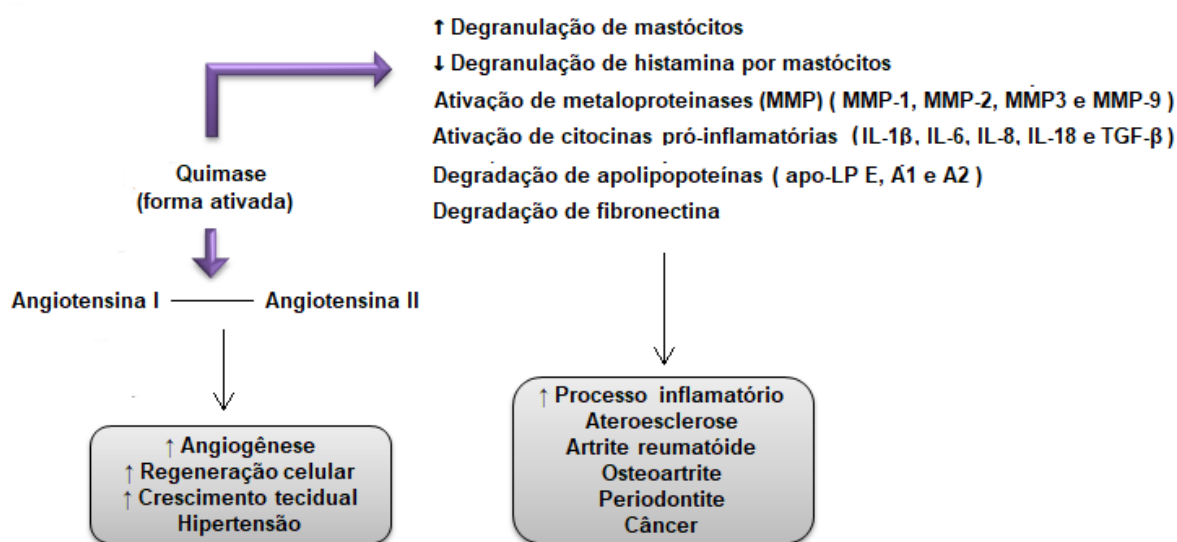 ↑ Degranulação de mastócitos
↓ Degranulação de histamina por mastócitos
Ativação de metaloproteinases (MMP) ( MMP-1, MMP-2, MMP3 e MMP-9 )
Ativação de citocinas pró-inflamatórias (IL-1β, IL-6, IL-8, IL-18 e TGF-β )
Degradação de apolipopoteínas ( apo-LP E, A1 e A2 )
Degradação de fibronectina
Quimase
(forma ativada)
Angiotensina I Angiotensina II
↑ Angiogênese
↑ Regeneração celular
↑ Crescimento tecidual
Hipertensão
↑ Processo inflamatório
Ateroesclerose
Artrite reumatóide
Osteoartrite
Periodontite
Câncer